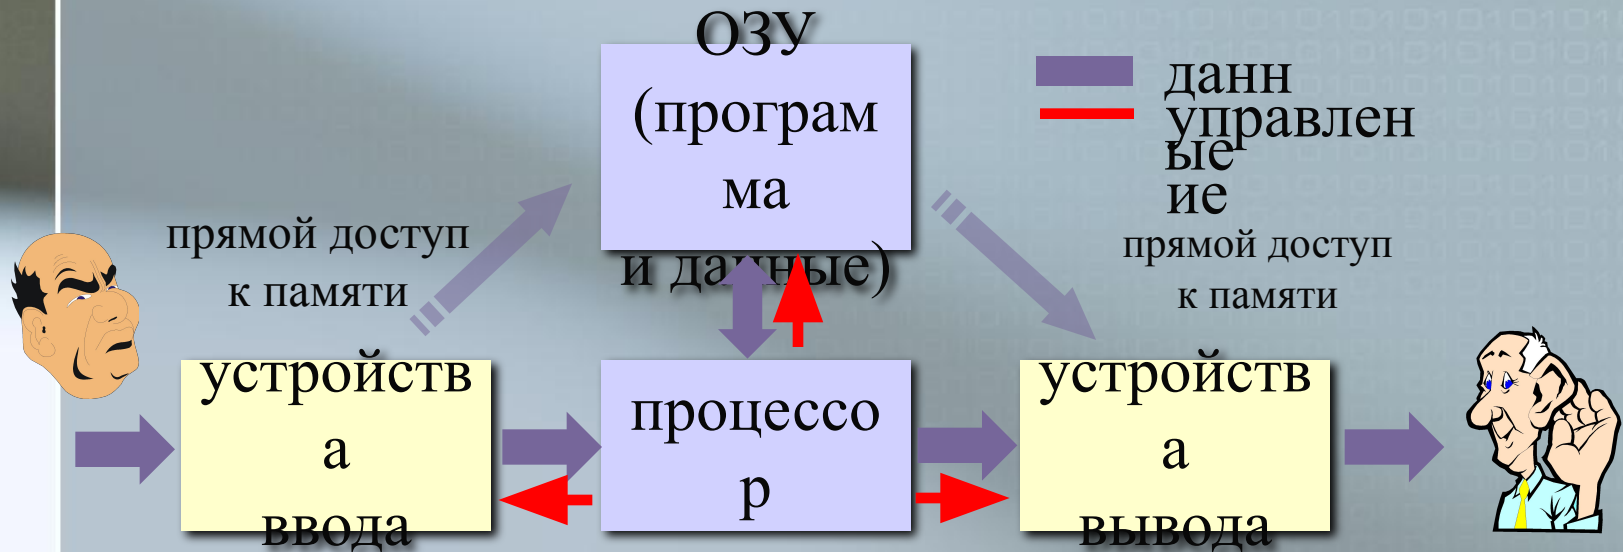 ОЗУ
(програм
ма
и данные)
данн
ые
управлен
ие
прямой доступ
к памяти
прямой доступ
к памяти
устройств
а
ввода
процессо
р
устройств
а
вывода